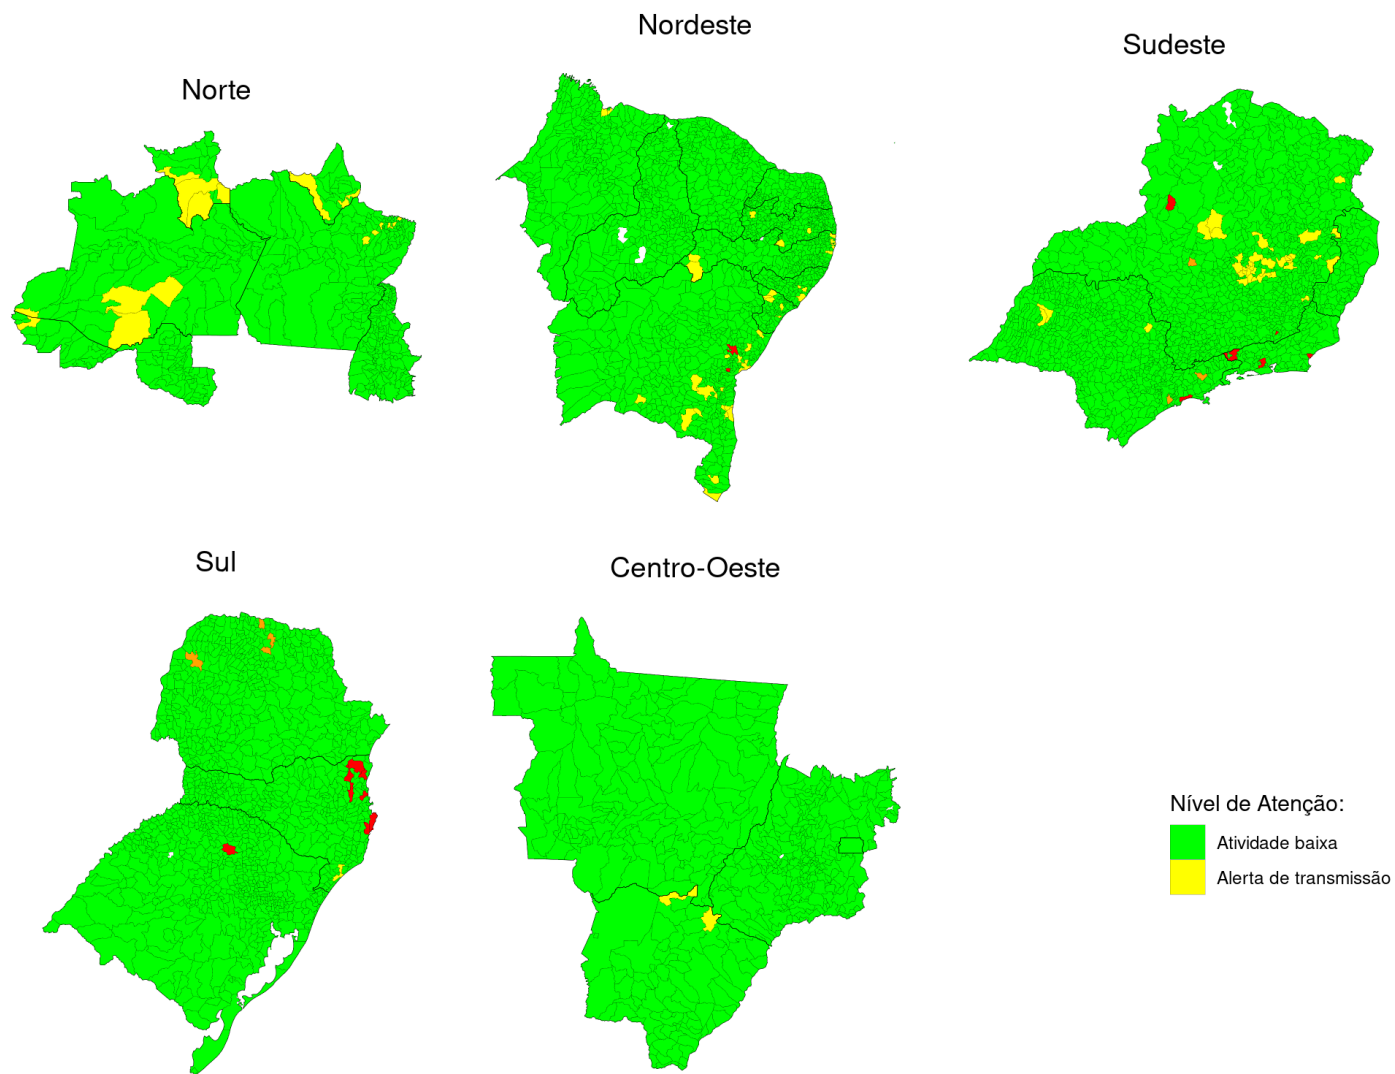 Norte
Nordeste
Sudeste
Sul
Centro-Oeste
Nível de Atenção:
Atividade baixa
Alerta de transmissão